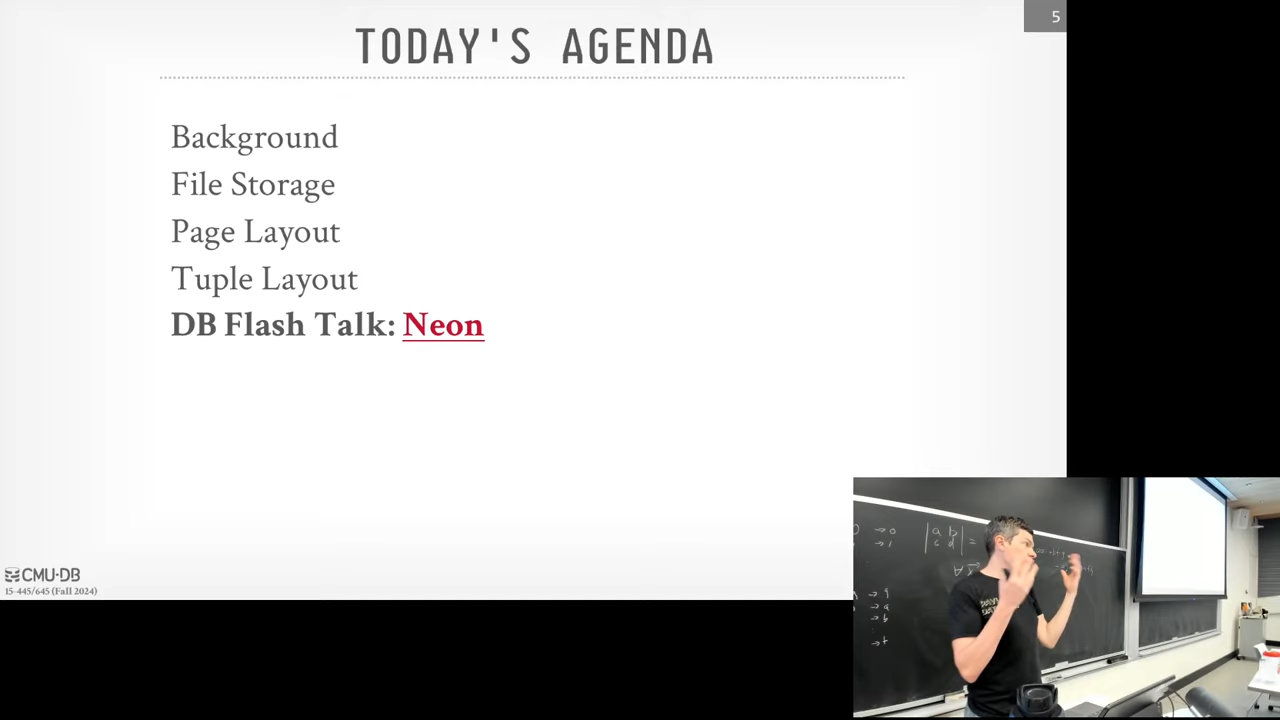 5
TODAY'S AGENDA
Background
File Storage
Page Layout
Tuple Layout
DB Flash Talk: Neon
CMU·DB
15-445/645 (Fall 2024)
a b
c d
=